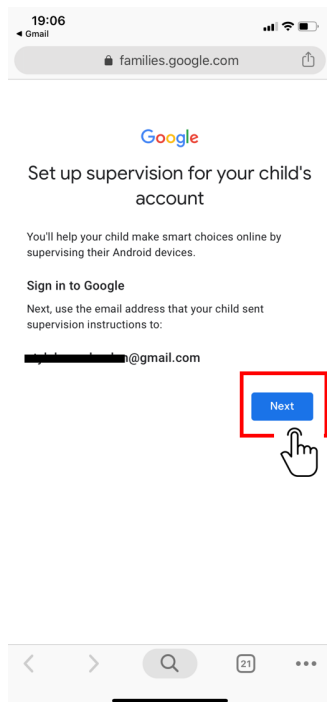 19:06
Gmail
families.google.com
Google
Set up supervision for your child's
account
You'll help your child make smart choices online by
supervising their Android devices.
Sign in to Google
Next, use the email address that your child sent
supervision instructions to:
@gmail.com
Next
21